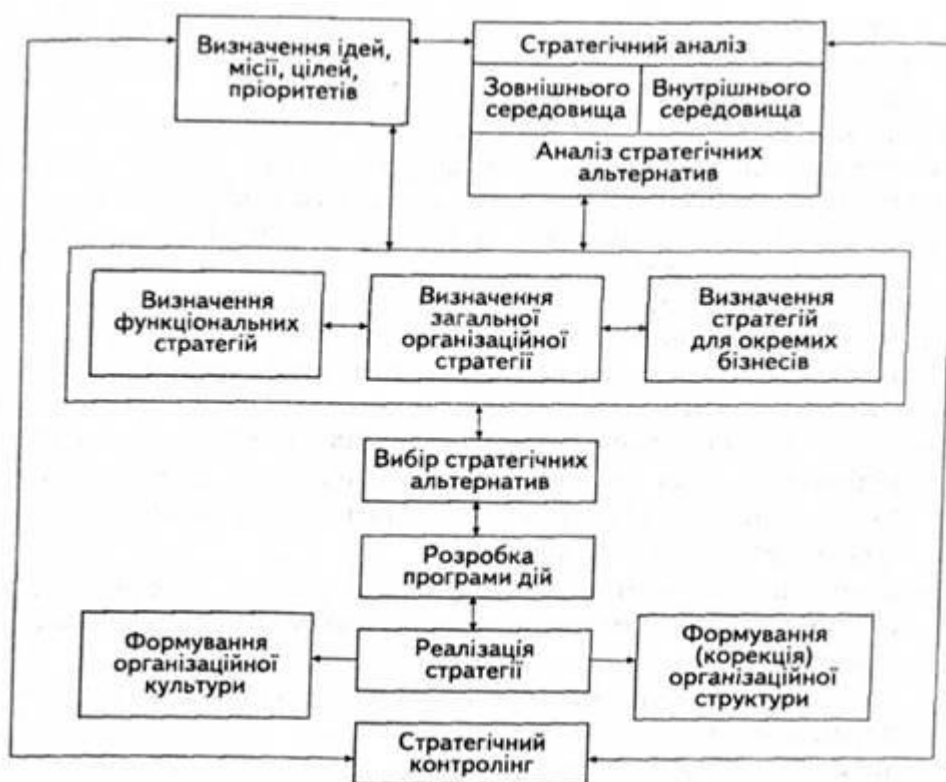 Визначення ідей,
місії, цілей,
пріоритетів
Стратегічний аналіз
Зовнішнього
середовища
Внутрішнього
середовища
Аналіз стратегічних
альтернатив
Визначення
функціональних
стратегій
Визначення
загальної
організаційної
стратегії
Визначення
стратегій
для окремих
бізнесів
Вибір стратегічних
альтернатив
Розробка
програми дій
Формування
організаційної
культури
Реалізація
стратегії
Формування
(корекція)
організаційної
структури
Стратегічний
контролінг